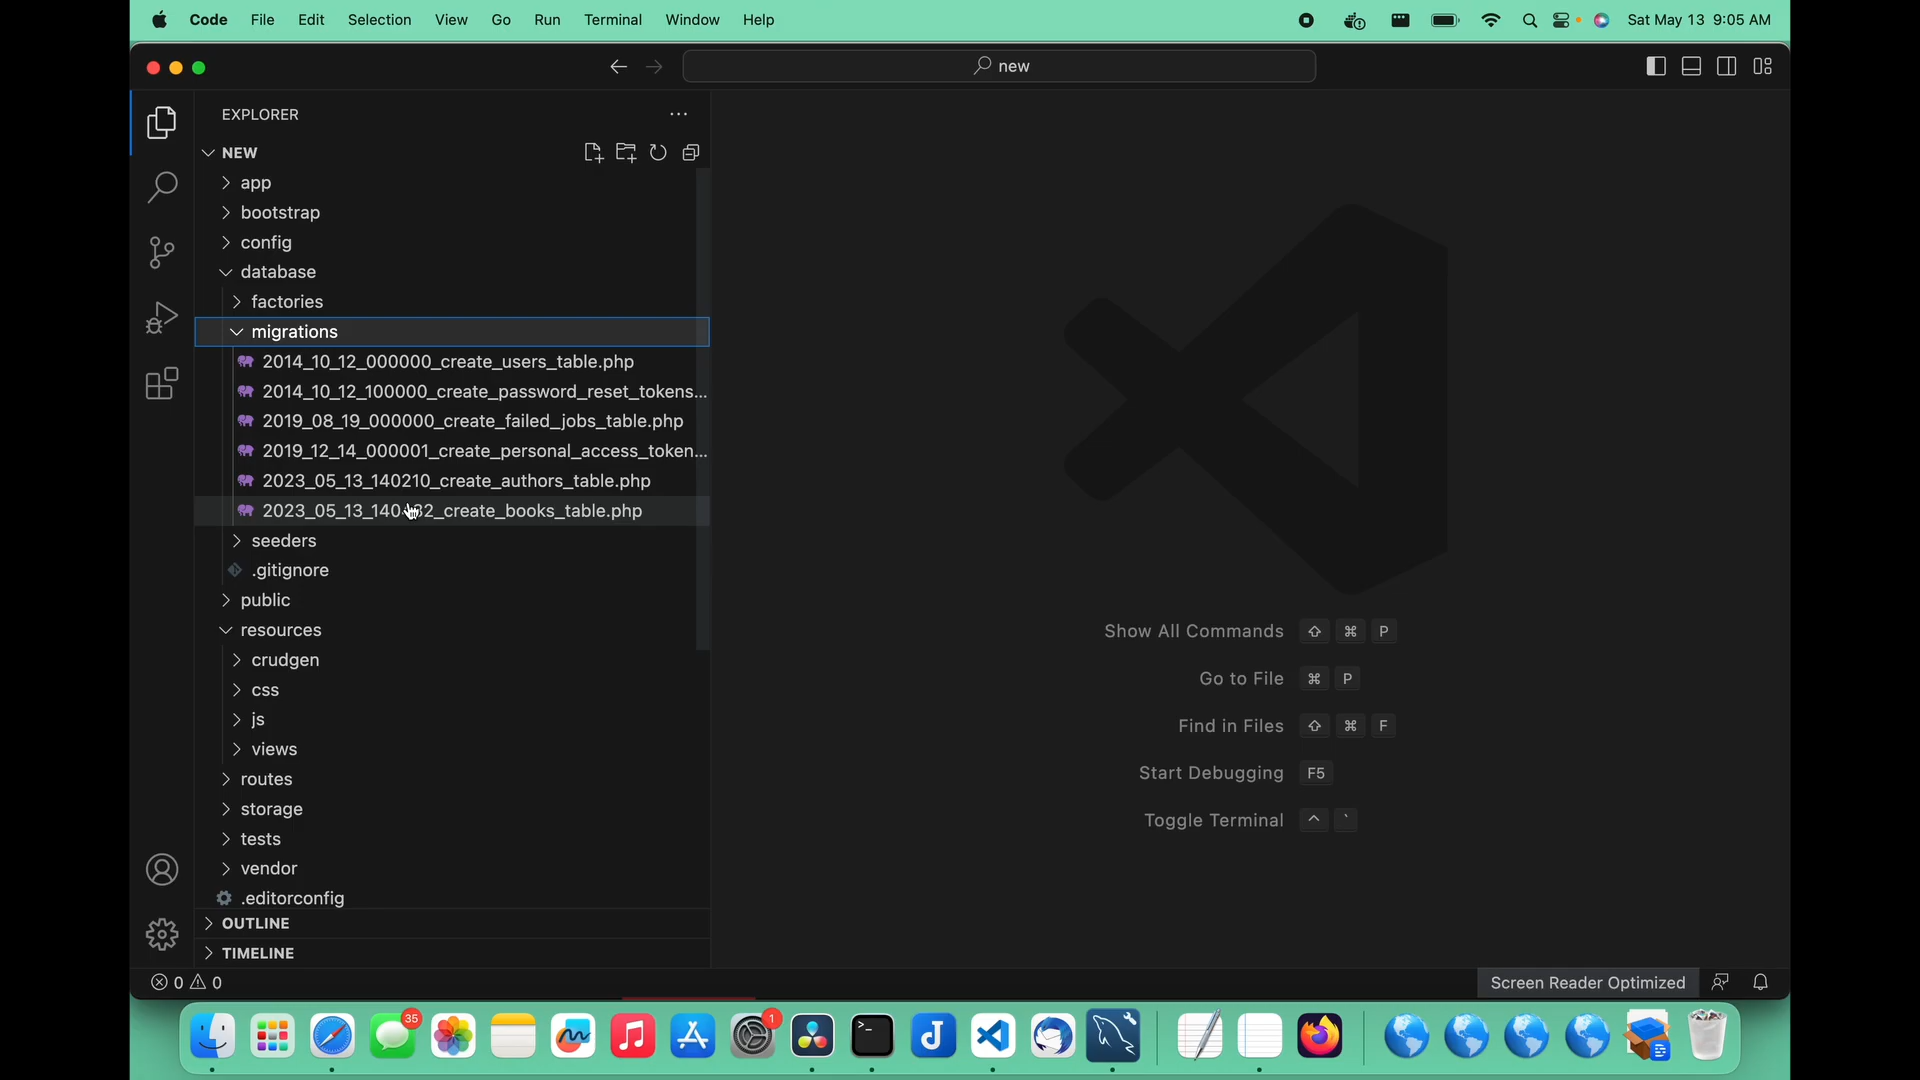 Code File Edit Selection View Go Run Terminal Window Help Sat May 13 9:05 AM
new
EXPLORER
NEW
app
bootstrap
config
database
factories
migrations
2014_10_12_000000_create_users_table.php
2014_10_12_100000_create_password_reset_tokens...
2019_08_19_000000_create_failed_jobs_table.php
2019_12_14_000001_create_personal_access_token...
2023_05_13_140210_create_authors_table.php
seeders
.gitignore
public
resources
crudgen
css
js
views
routes
storage
tests
vendor
.editorconfig
OUTLINE
TIMELINE
Show All Commands ⇧ ⌘ P
Go to File ⌘ P
Find in Files ⇧ ⌘ F
Start Debugging F5
Toggle Terminal ^ `
0 0
Screen Reader Optimized
35
1